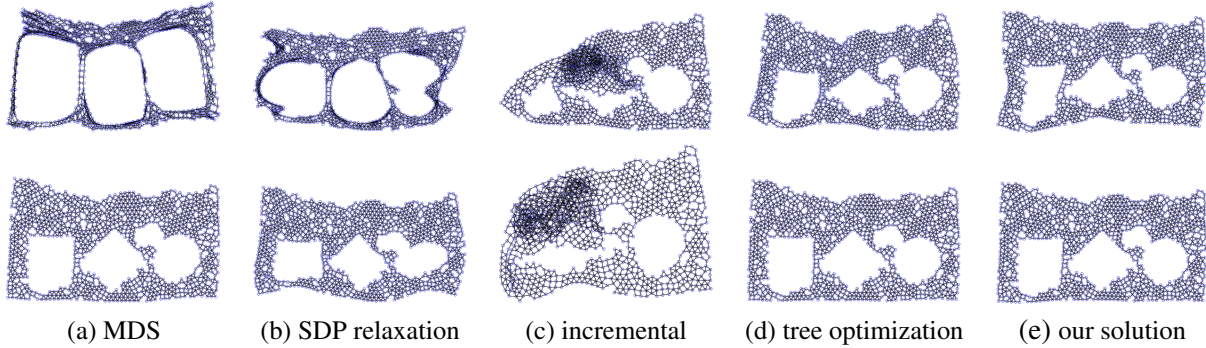 (a) MDS (b) SDP relaxation (c) incremental (d) tree optimization (e) our solution